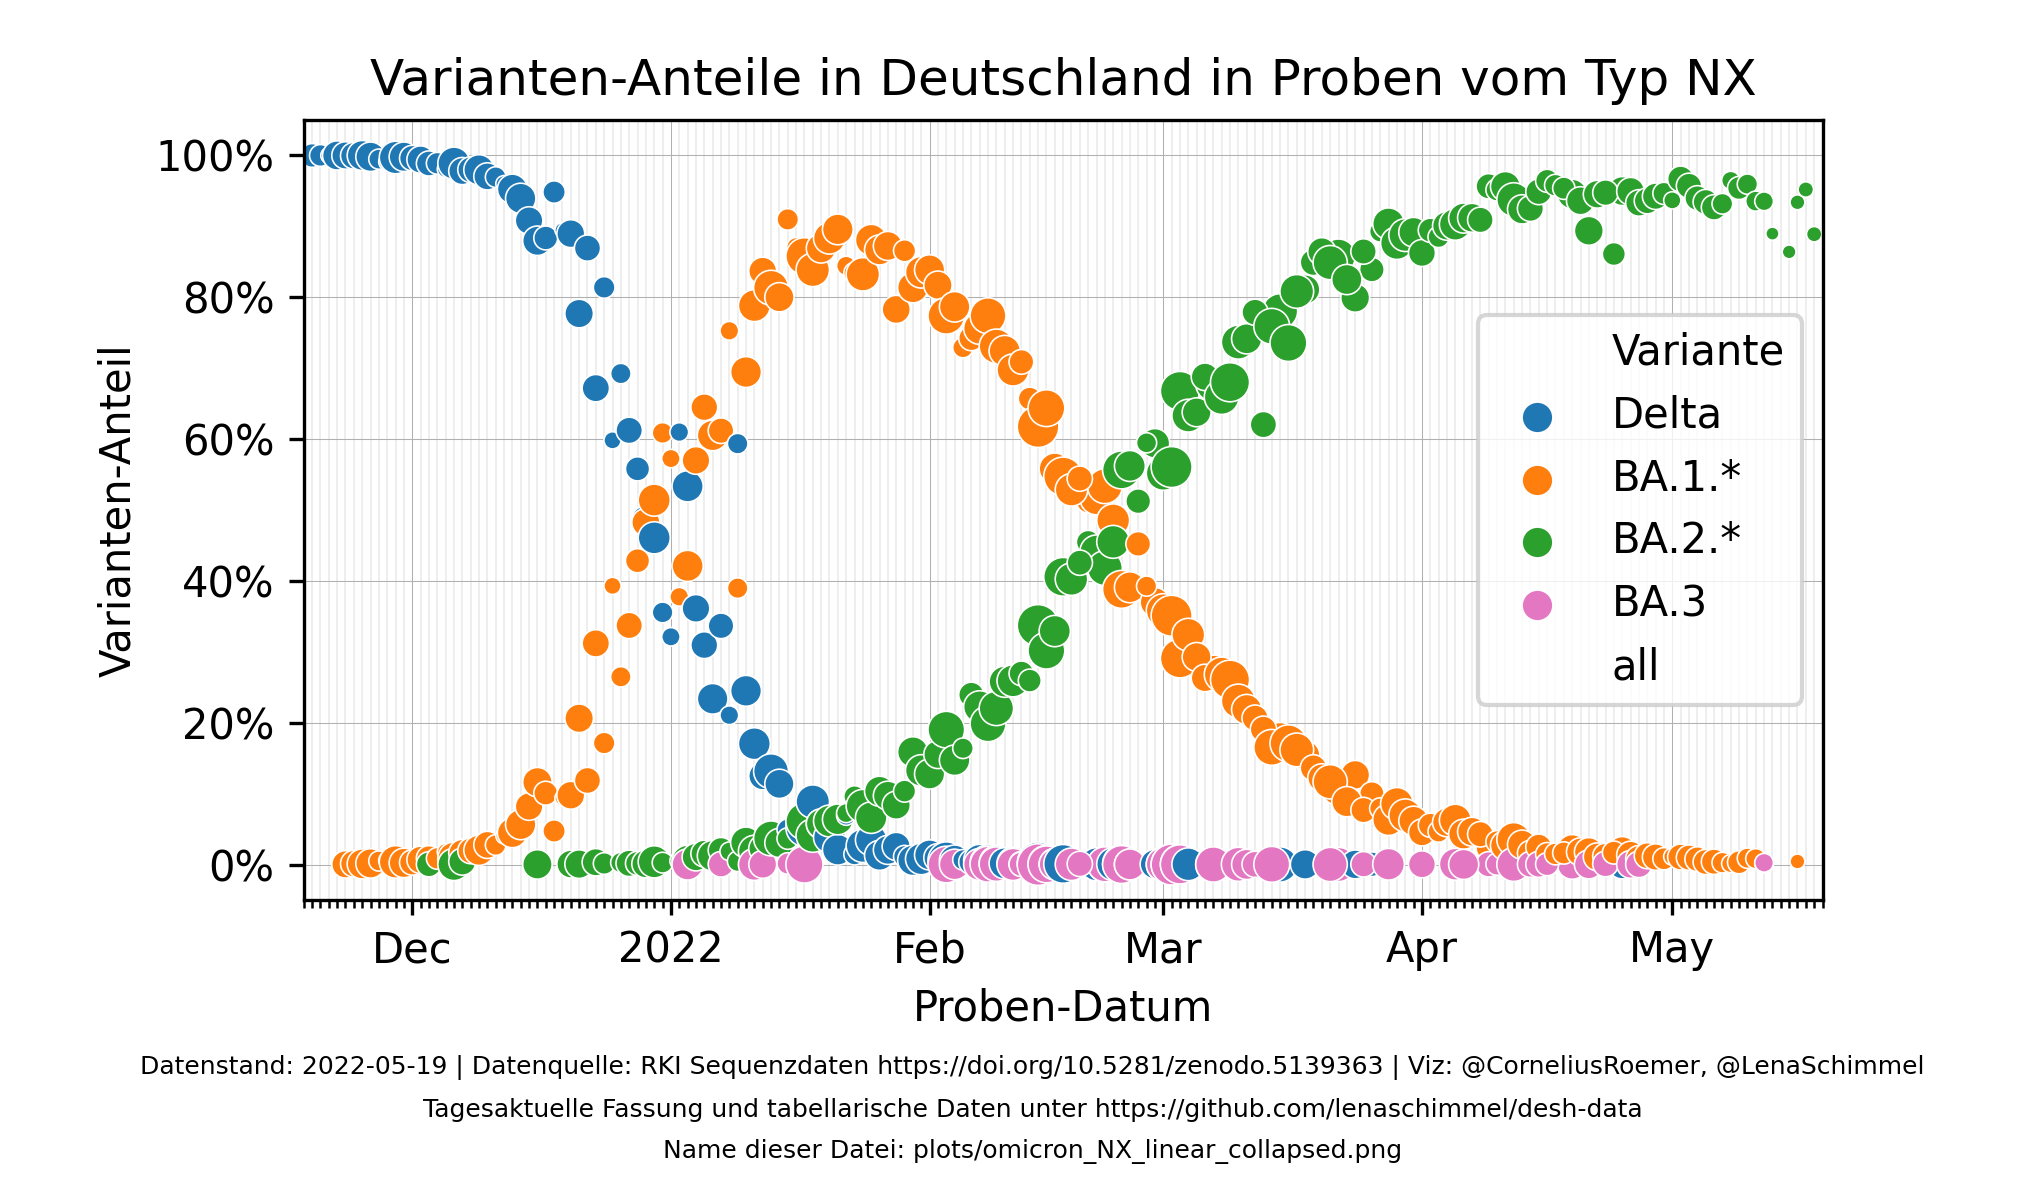 Varianten-Anteile in Deutschland in Proben vom Typ NX
Varianten-Anteil
100%
80%
60%
40%
20%
0%
Variante
Delta
BA.1.*
BA.2.*
BA.3
all
Dec 2022 Feb Mar Apr May
Proben-Datum
Datenstand: 2022-05-19 | Datenquelle: RKI Sequenzdaten https://doi.org/10.5281/zenodo.5139363 | Viz: @CorneliusRoemer, @LenaSchimmel
Tagesaktuelle Fassung und tabellarische Daten unter https://github.com/lenaschimmel/desh-data
Name dieser Datei: plots/omicron_NX_linear_collapsed.png